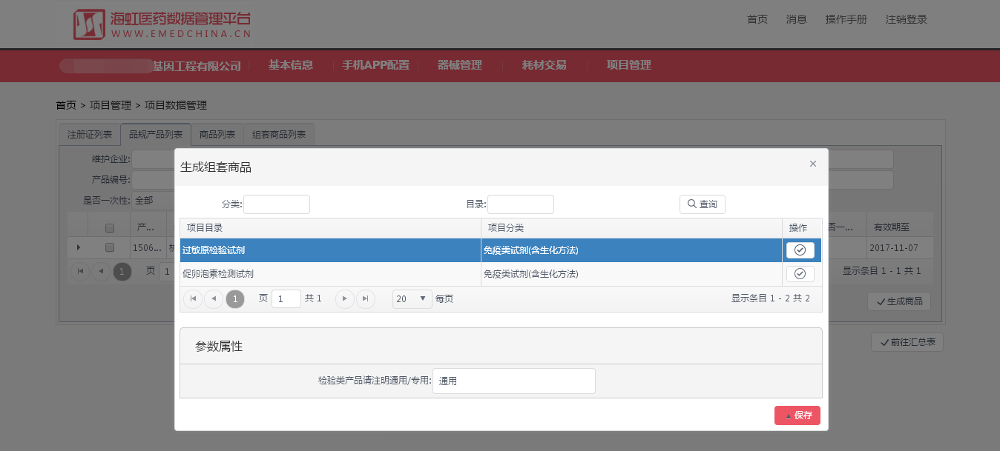 海虹医药数据管理平台
WWW.EMEDCHINA.CN
首页 消息 操作手册 注销登录
基因工程有限公司 基本信息 手机APP配置 器械管理 耗材交易 项目管理
首页 > 项目管理 > 项目数据管理
注册证列表 品规产品列表 商品列表 组套商品列表
维护企业:
产品编号:
是否一次性: 全部
产...
否一... 有效期至
1506...
2017-11-07
1 页 1
显示条目 1 - 1 共 1
生成商品
前往汇总表
生成组套商品 ×
分类: 目录: 查询
项目目录 项目分类 操作
过敏原检验试剂 免疫类试剂(含生化方法)
促卵泡素检测试剂 免疫类试剂(含生化方法)
1 页 1 共 1 20 每页 显示条目 1 - 2 共 2
参数属性
检验类产品请注明通用/专用: 通用
保存